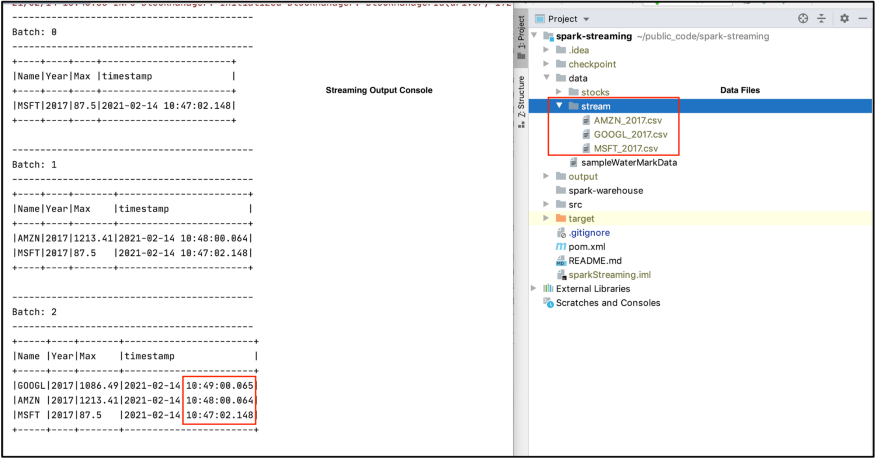 Batch: 0
-------------------------------------------
+----+----+----+-----------------------+
|Name|Year|Max |timestamp              |
+----+----+----+-----------------------+
|MSFT|2017|87.5|2021-02-14 10:47:02.148|
+----+----+----+-----------------------+
-------------------------------------------
Batch: 1
-------------------------------------------
+----+----+-------+-----------------------+
|Name|Year|Max    |timestamp              |
+----+----+-------+-----------------------+
|AMZN|2017|1213.41|2021-02-14 10:48:00.064|
|MSFT|2017|87.5   |2021-02-14 10:47:02.148|
+----+----+-------+-----------------------+
-------------------------------------------
Batch: 2
-------------------------------------------
+-----+----+-------+-----------------------+
|Name |Year|Max    |timestamp              |
+-----+----+-------+-----------------------+
|GOOGL|2017|1086.49|2021-02-14 10:49:00.065|
|AMZN |2017|1213.41|2021-02-14 10:48:00.064|
|MSFT |2017|87.5   |2021-02-14 10:47:02.148|
+-----+----+-------+-----------------------+
Streaming Output Console
1: Project
7: Structure
Project
spark-streaming ~/public_code/spark-streaming
.idea
checkpoint
data
stocks
Data Files
stream
AMZN_2017.csv
GOOGL_2017.csv
MSFT_2017.csv
sampleWaterMarkData
output
spark-warehouse
src
target
.gitignore
pom.xml
README.md
sparkStreaming.iml
External Libraries
Scratches and Consoles